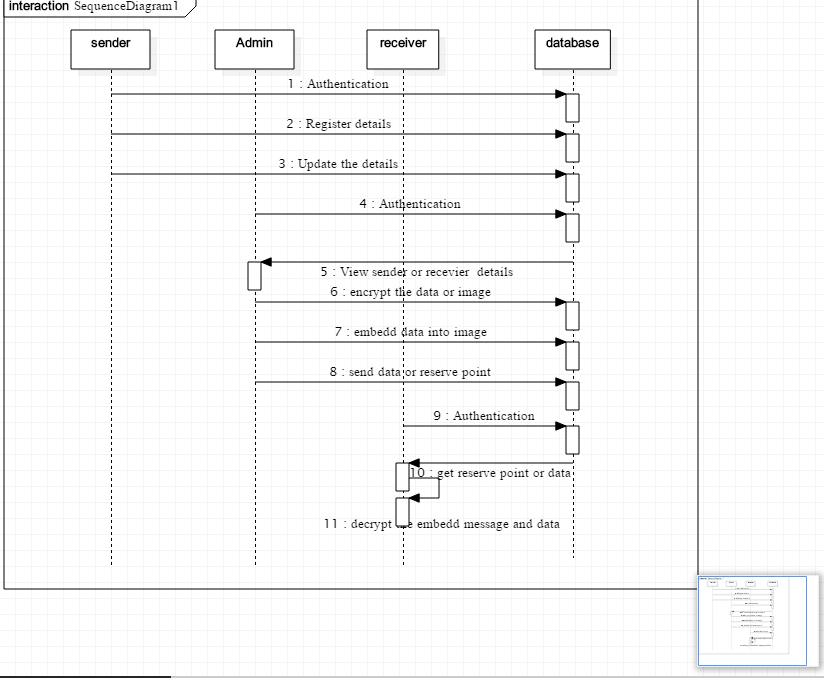 interaction SequenceDiagram1
sender Admin receiver database
1 : Authentication
2 : Register details
3 : Update the details
4 : Authentication
5 : View sender or recevier details
6 : encrypt the data or image
7 : embedd data into image
8 : send data or reserve point
9 : Authentication
10 : get reserve point or data
11 : decrypt the embedd message and data